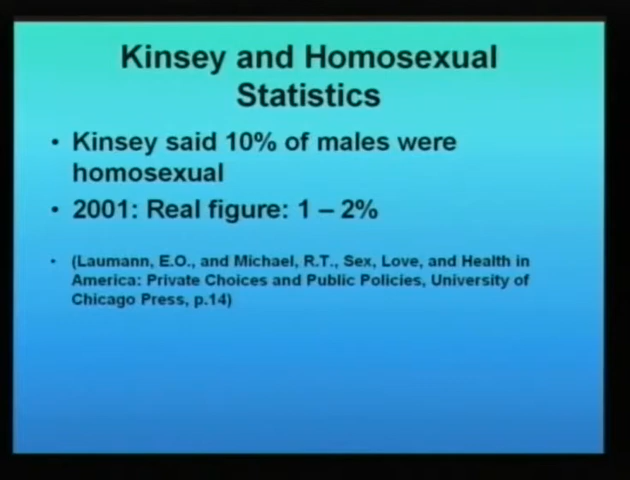 Kinsey and Homosexual
Statistics
• Kinsey said 10% of males were
homosexual
• 2001: Real figure: 1 – 2%
• (Laumann, E.O., and Michael, R.T., Sex, Love, and Health in
America: Private Choices and Public Policies, University of
Chicago Press, p.14)